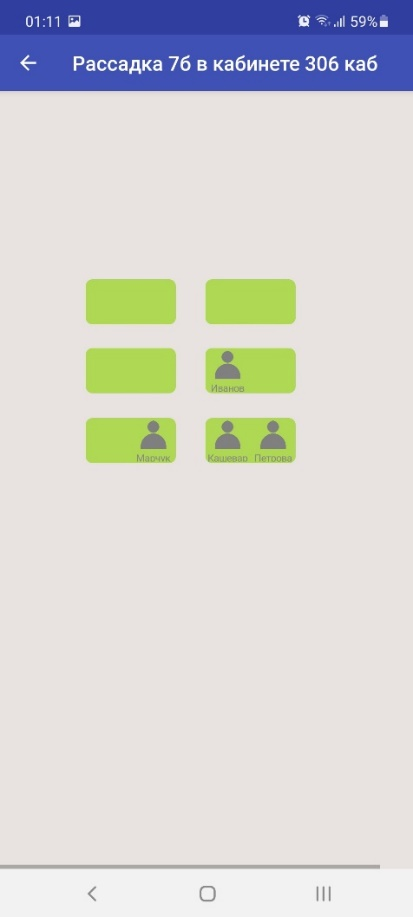 01:11 59%
Рассадка 7б в кабинете 306 каб
Иванов
Марчук Кашевар Петрова